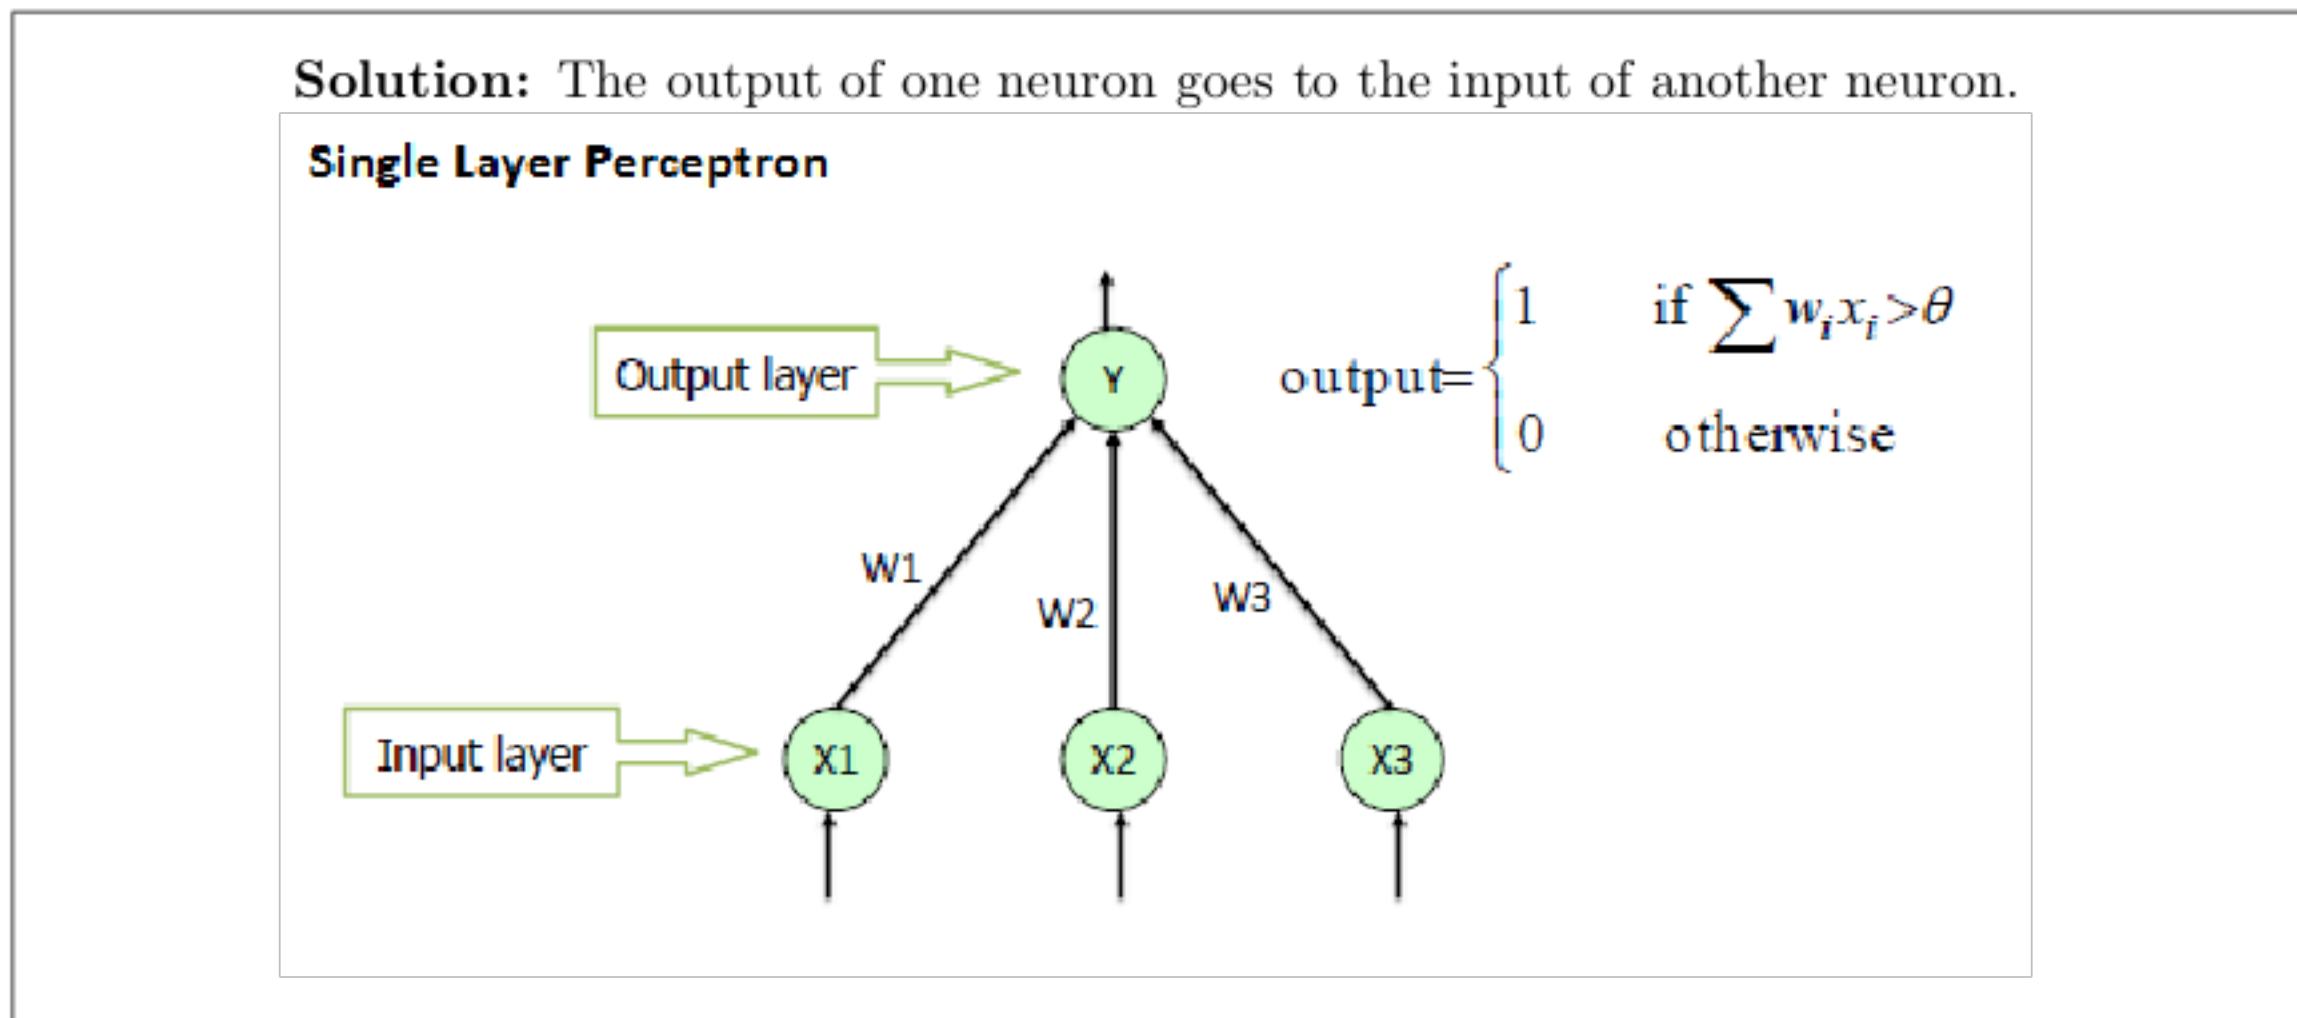 Solution: The output of one neuron goes to the input of another neuron.
Single Layer Perceptron
1 if ∑ wᵢxᵢ>θ
Output layer
Y
output=
0 otherwise
W1
W2
W3
Input layer
X1
X2
X3